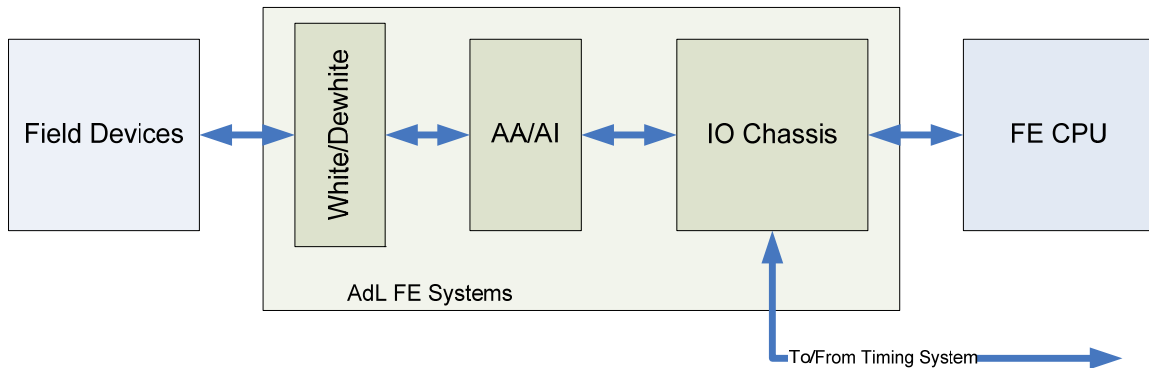 Field Devices
White/Dewhite
AA/AI
IO Chassis
FE CPU
AdL FE Systems
To/From Timing System